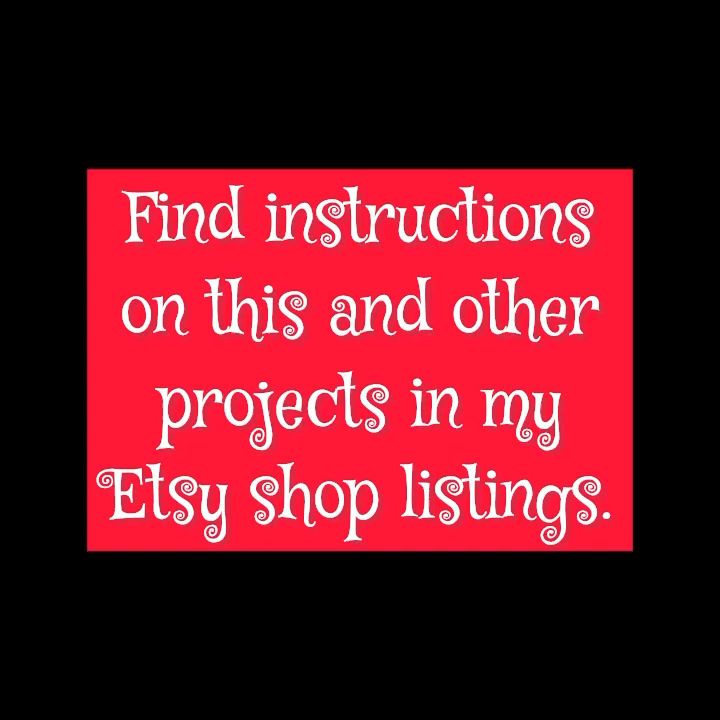 Find instructions
on this and other
projects in my
Etsy shop listings.